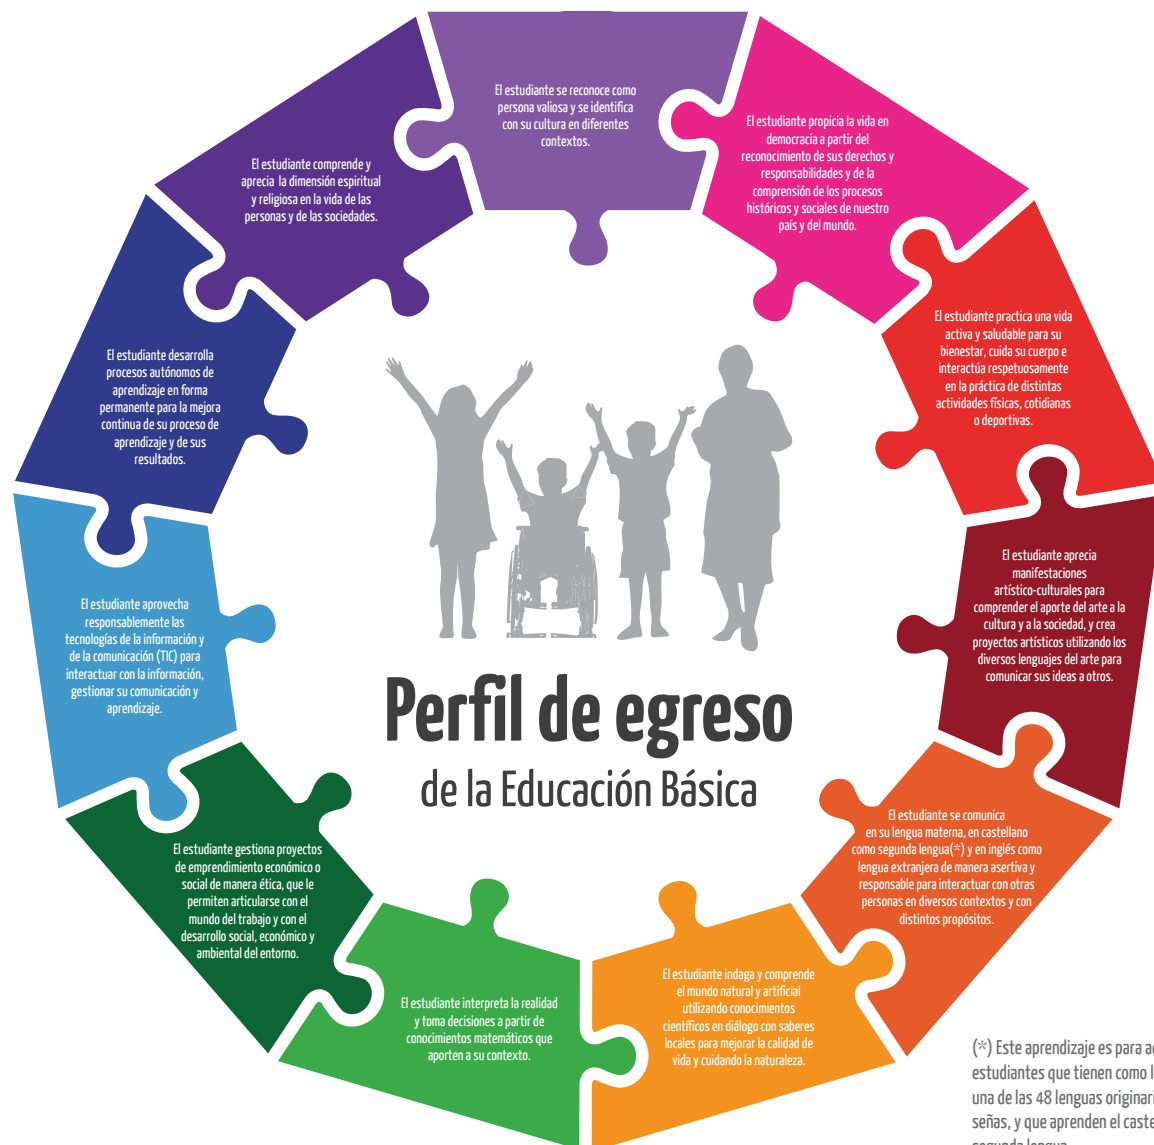 El estudiante se reconoce como
persona valiosa y se identifica
con su cultura en diferentes
contextos.
El estudiante propicia la vida en
democracia a partir del
reconocimiento de sus derechos y
responsabilidades y de la
comprensión de los procesos
históricos y sociales de nuestro
país y del mundo.
El estudiante practica una vida
activa y saludable para su
bienestar, cuida su cuerpo e
interactúa respetuosamente
en la práctica de distintas
actividades físicas, cotidianas
o deportivas.
El estudiante aprecia
manifestaciones
artístico-culturales para
comprender el aporte del arte a la
cultura y a la sociedad, y crea
proyectos artísticos utilizando los
diversos lenguajes del arte para
comunicar sus ideas a otros.
El estudiante se comunica
en su lengua materna, en castellano
como segunda lengua(*) y en inglés como
lengua extranjera de manera asertiva y
responsable para interactuar con otras
personas en diversos contextos y con
distintos propósitos.
El estudiante indaga y comprende
el mundo natural y artificial
utilizando conocimientos
científicos en diálogo con saberes
locales para mejorar la calidad de
vida y cuidando la naturaleza.
El estudiante interpreta la realidad
y toma decisiones a partir de
conocimientos matemáticos que
aporten a su contexto.
El estudiante gestiona proyectos
de emprendimiento económico o
social de manera ética, que le
permiten articularse con el
mundo del trabajo y con el
desarrollo social, económico y
ambiental del entorno.
El estudiante aprovecha
responsablemente las
tecnologías de la información y
de la comunicación (TIC) para
interactuar con la información,
gestionar su comunicación y
aprendizaje.
El estudiante desarrolla
procesos autónomos de
aprendizaje en forma
permanente para la mejora
continua de su proceso de
aprendizaje y de sus
resultados.
El estudiante comprende y
aprecia la dimensión espiritual
y religiosa en la vida de las
personas y de las sociedades.
Perfil de egreso
de la Educación Básica
(*) Este aprendizaje es para
estudiantes que tienen como
una de las 48 lenguas
señas, y que aprenden el
segunda lengua.